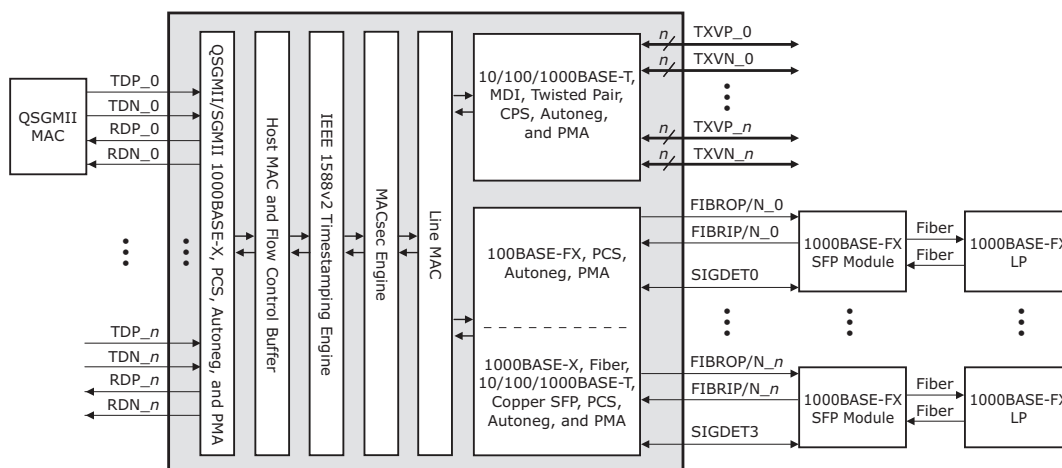 QSGMII
MAC
TDP_0
TDN_0
RDP_0
RDN_0
TDP_n
TDN_n
RDP_n
RDN_n
QSGMII/SGMII 1000BASE-X, PCS, Autoneg, and PMA
Host MAC and
Flow Control Buffer
IEEE 1588v2 Timestamping Engine
MACsec Engine
Line MAC
10/100/1000BASE-T,
MDI, Twisted Pair,
CPS, Autoneg,
and PMA
n TXVP_0
n TXVN_0
n TXVP_n
n TXVN_n
100BASE-FX, PCS,
Autoneg, PMA
1000BASE-X, Fiber,
10/100/1000BASE-T,
Copper SFP, PCS,
Autoneg, and PMA
FIBROP/N_0
FIBRIP/N_0
SIGDET0
1000BASE-FX
SFP Module
Fiber
Fiber
1000BASE-FX
LP
FIBROP/N_n
FIBRIP/N_n
SIGDET3
1000BASE-FX
SFP Module
Fiber
Fiber
1000BASE-FX
LP